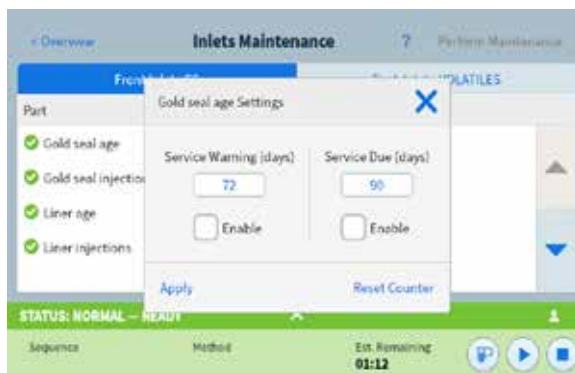 < Overview Inlets Maintenance ? Perform Maintenance
VOLATILES
Part
Gold seal age Settings
Gold seal age
Service Warning (days) Service Due (days)
Gold seal injection
72 90
Liner age
Enable Enable
Liner injections
Apply Reset Counter
STATUS: NORMAL — READY
Sequence Method Est. Remaining
01:12